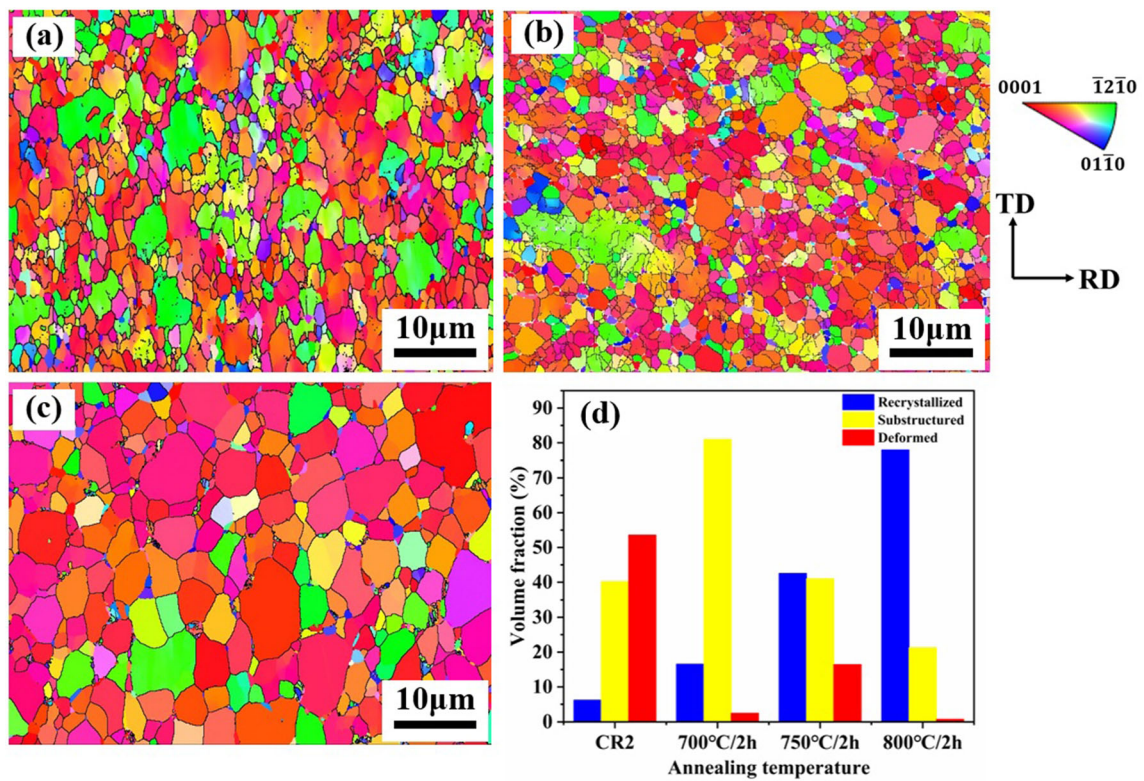 (a)
10μm
(b)
10μm
0001
1̅21̅0
011̅0
TD
RD
(c)
10μm
(d)
Recrystallized
Substructured
Deformed
Volume fraction (%)
90
80
70
60
50
40
30
20
10
0
CR2 700℃/2h 750℃/2h 800℃/2h
Annealing temperature